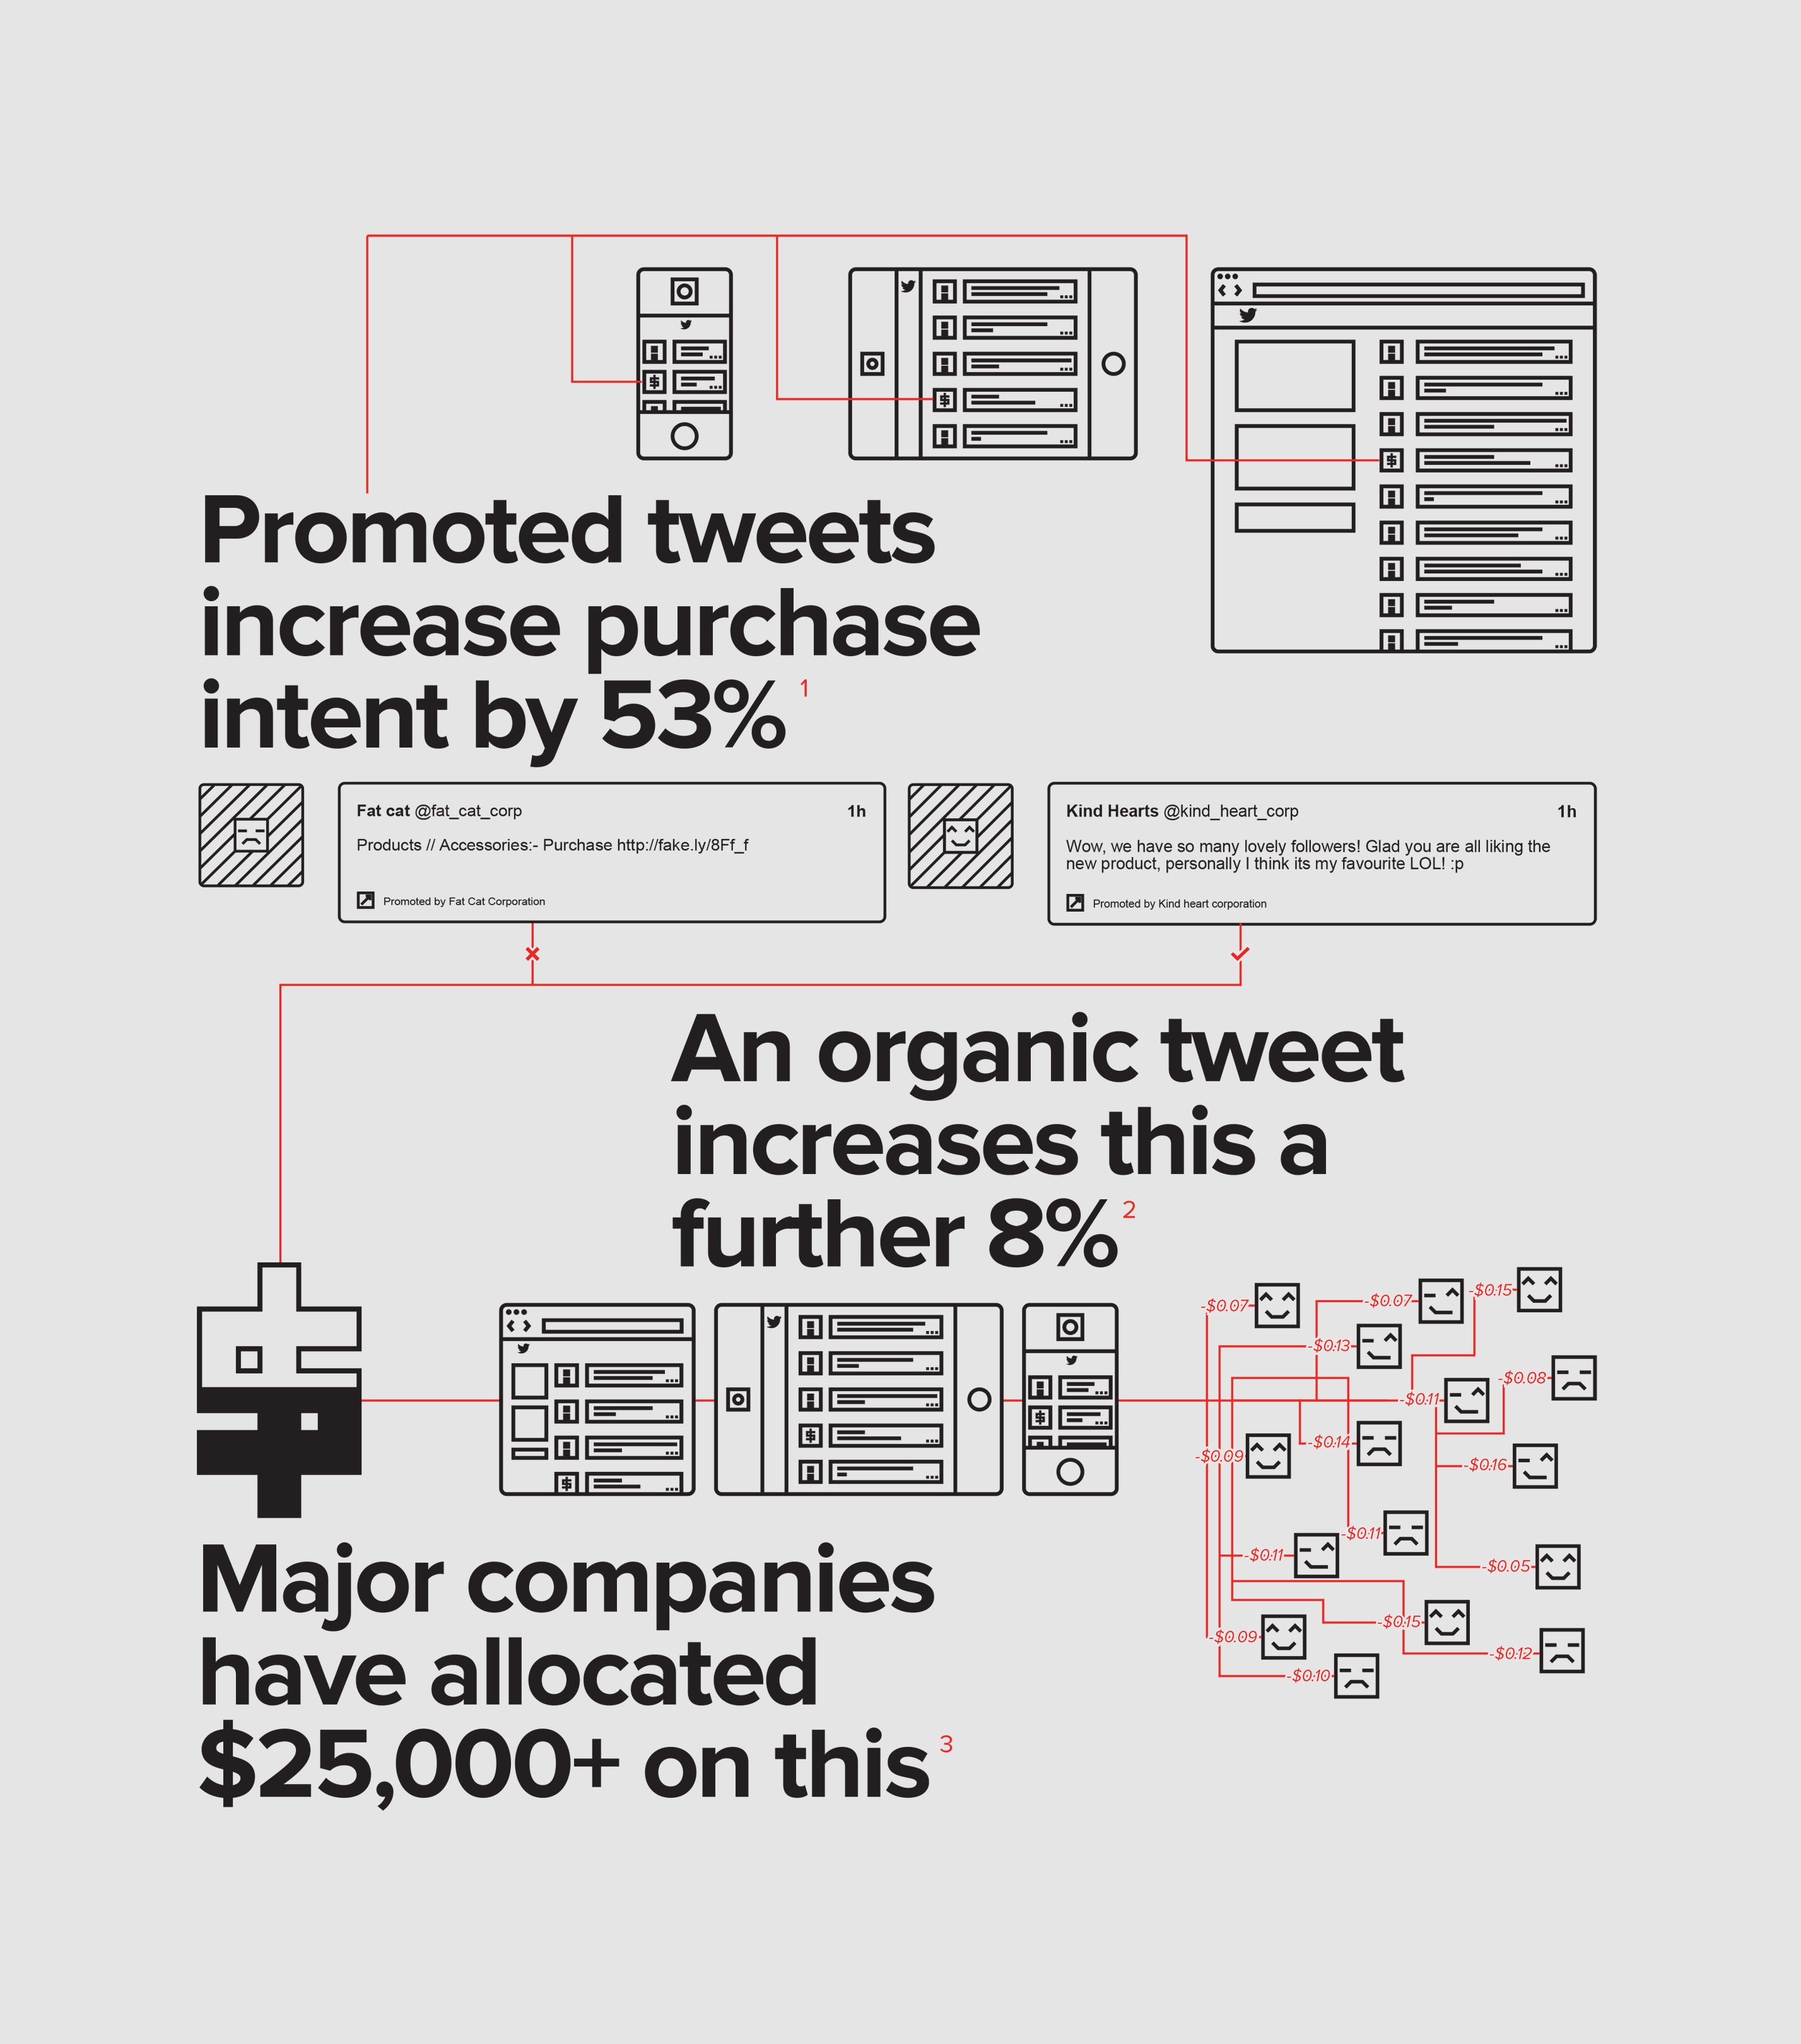 Promoted tweets
increase purchase
intent by 53% 1
Fat cat @fat_cat_corp 1h
Products // Accessories:- Purchase http://fake.ly/8Ff_f
Promoted by Fat Cat Corporation
Kind Hearts @kind_heart_corp 1h
Wow, we have so many lovely followers! Glad you are all liking the
new product, personally I think its my favourite LOL! :p
Promoted by Kind heart corporation
An organic tweet
increases this a
further 8% 2
-$0.07
-$0.07
-$0.15
-$0.13
-$0.08
-$0.11
-$0.14
-$0.09
-$0.16
-$0.11
-$0.11
-$0.05
-$0.15
-$0.09
-$0.12
-$0.10
Major companies
have allocated
$25,000+ on this 3